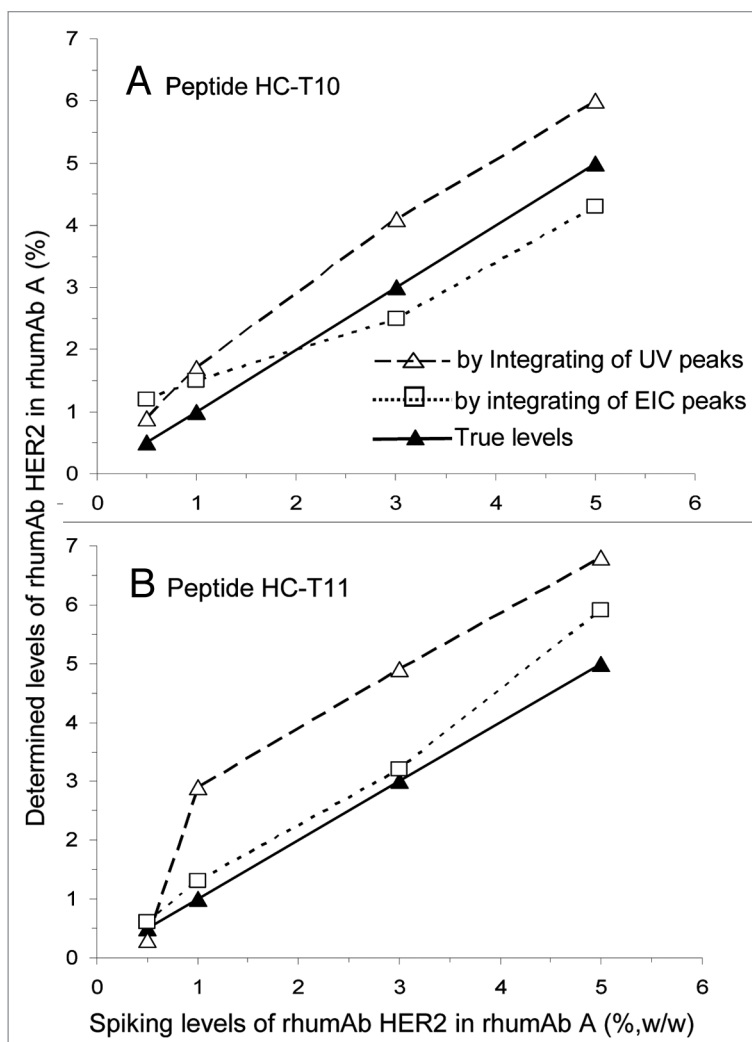 7
6
5
4
3
2
1
0
A Peptide HC-T10
by Integrating of UV peaks
by integrating of EIC peaks
True levels
0 1 2 3 4 5 6
Determined levels of rhumAb HER2 in rhumAb A (%)
7
6
5
4
3
2
1
0
B Peptide HC-T11
0 1 2 3 4 5 6
Spiking levels of rhumAb HER2 in rhumAb A (%,w/w)